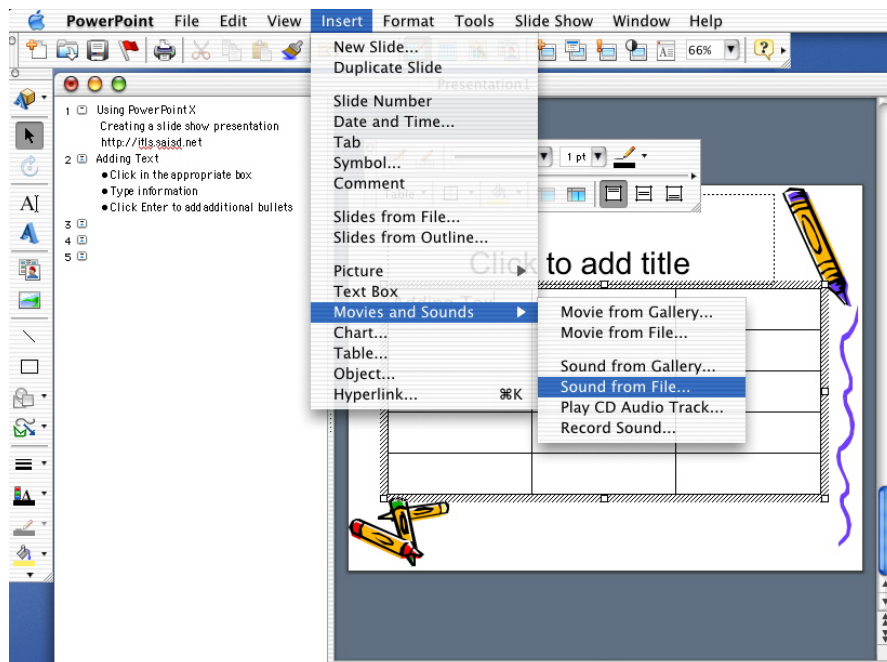 PowerPoint File Edit View Insert Format Tools Slide Show Window Help
66%
Presentation1
New Slide...
Duplicate Slide
Slide Number
Date and Time...
Tab
Symbol...
Comment
Slides from File...
Slides from Outline...
Picture
Text Box
Movies and Sounds
Chart...
Table...
Object...
Hyperlink... ⌘K
Movie from Gallery...
Movie from File...
Sound from Gallery...
Sound from File...
Play CD Audio Track...
Record Sound...
1 Using PowerPoint X
Creating a slide show presentation
http://itls.saisd.net
2 Adding Text
• Click in the appropriate box
• Type information
• Click Enter to add additional bullets
3
4
5
1 pt
Table
Click to add title